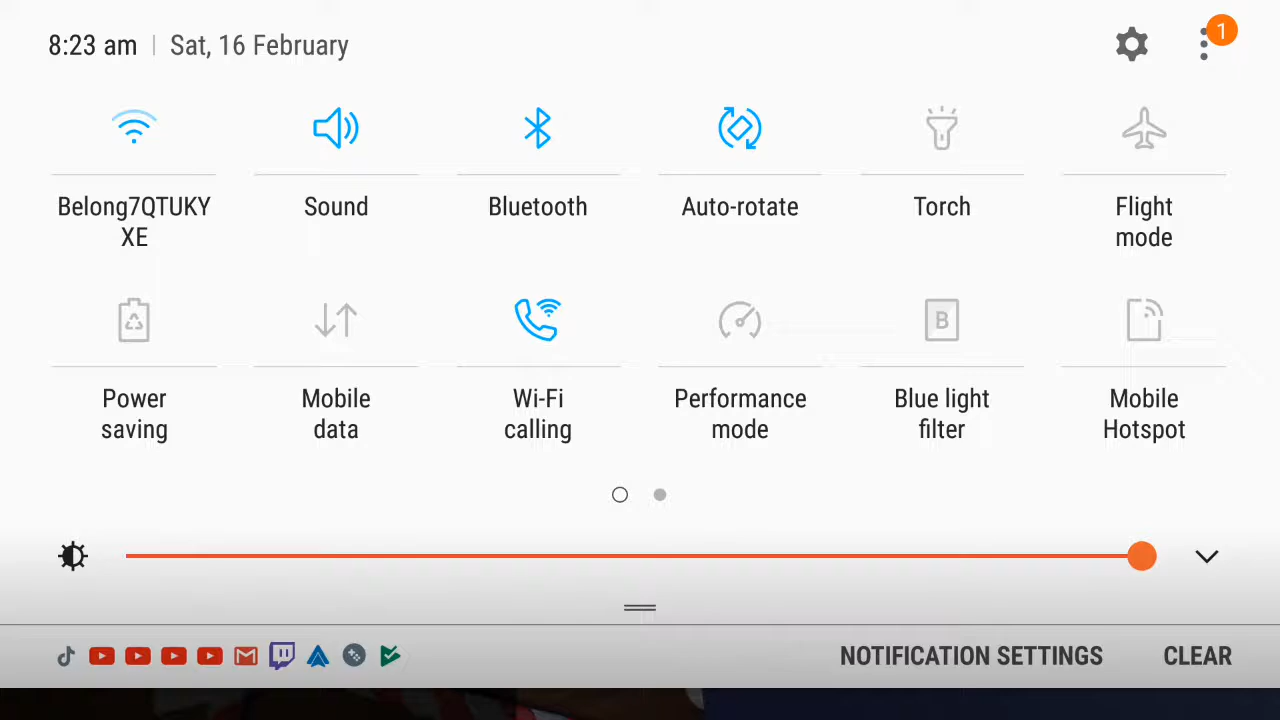 8:23 am | Sat, 16 February
1
Belong7QTUKY
XE
Sound
Bluetooth
Auto-rotate
Torch
Flight
mode
Power
saving
Mobile
data
Wi-Fi
calling
Performance
mode
B
Blue light
filter
Mobile
Hotspot
NOTIFICATION SETTINGS
CLEAR